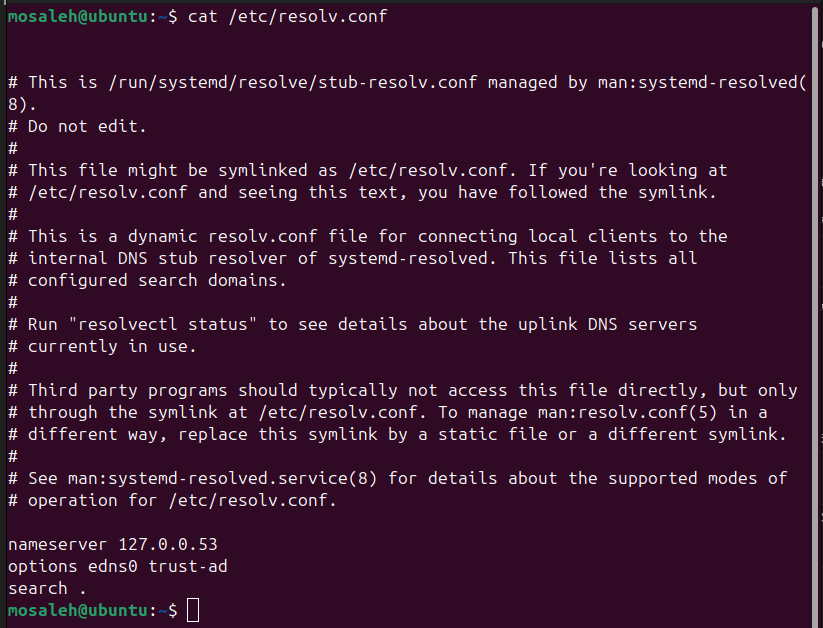 mosaleh@ubuntu:~$ cat /etc/resolv.conf
# This is /run/systemd/resolve/stub-resolv.conf managed by man:systemd-resolved(
8).
# Do not edit.
#
# This file might be symlinked as /etc/resolv.conf. If you're looking at
# /etc/resolv.conf and seeing this text, you have followed the symlink.
#
# This is a dynamic resolv.conf file for connecting local clients to the
# internal DNS stub resolver of systemd-resolved. This file lists all
# configured search domains.
#
# Run "resolvectl status" to see details about the uplink DNS servers
# currently in use.
#
# Third party programs should typically not access this file directly, but only
# through the symlink at /etc/resolv.conf. To manage man:resolv.conf(5) in a
# different way, replace this symlink by a static file or a different symlink.
#
# See man:systemd-resolved.service(8) for details about the supported modes of
# operation for /etc/resolv.conf.
nameserver 127.0.0.53
options edns0 trust-ad
search .
mosaleh@ubuntu:~$